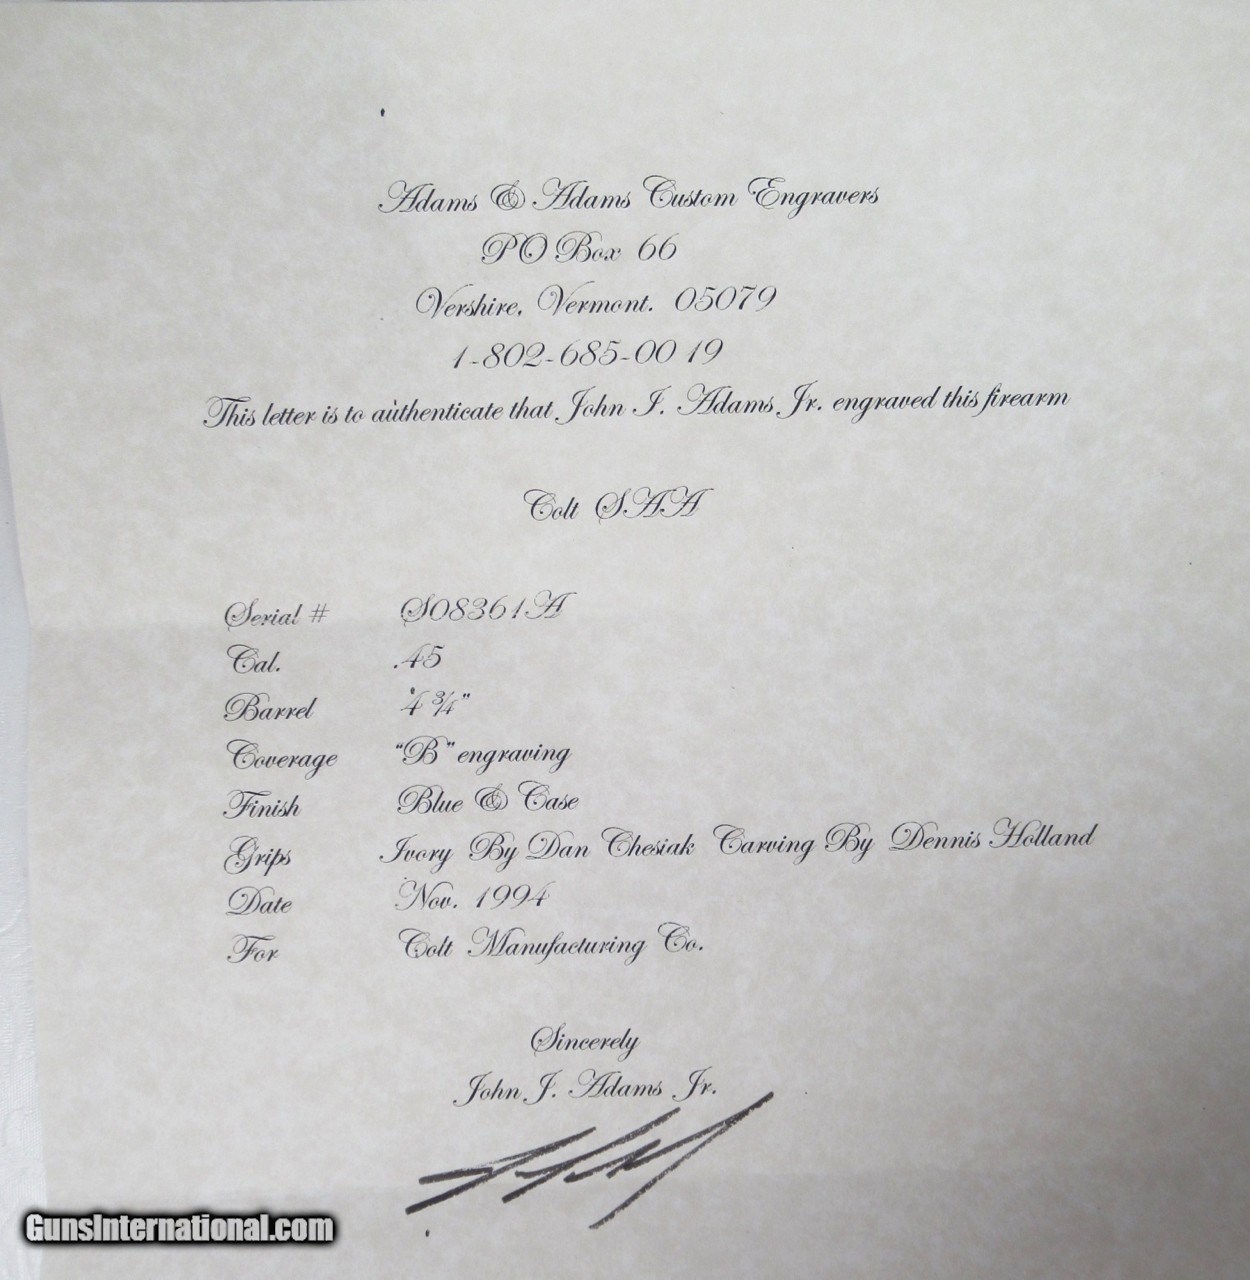 Adams & Adams Custom Engravers
PO Box 66
Vershire, Vermont. 05079
1-802-685-0019
This letter is to authenticate that John J. Adams Jr. engraved this firearm
Colt SAA
Serial # S08361A
Cal. .45
Barrel 4 ¾"
Coverage "B" engraving
Finish Blue & Case
Grips Ivory By Dan Chesiak Carving By Dennis Holland
Date Nov. 1994
For Colt Manufacturing Co.
Sincerely
John J. Adams Jr.
GunsInternational.com